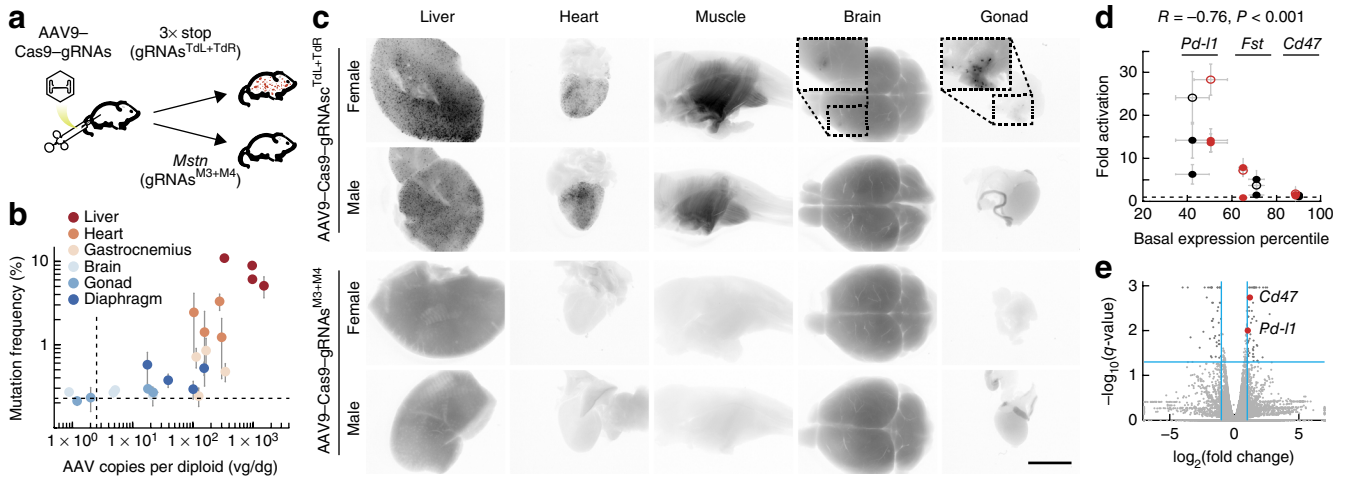 a
AAV9–
Cas9–gRNAs
3× stop
(gRNAs^TdL+TdR)
Mstn
(gRNAs^M3+M4)
b
Liver
Heart
Gastrocnemius
Brain
Gonad
Diaphragm
Mutation frequency (%)
10
1
1 × 10^0
1 × 10^1
1 × 10^2
1 × 10^3
AAV copies per diploid (vg/dg)
c
Liver
Heart
Muscle
Brain
Gonad
AAV9–Cas9–gRNAsc^TdL+TdR
Female
Male
AAV9–Cas9–gRNAs^M3+M4
Female
Male
d
R = –0.76, P < 0.001
Pd-l1
Fst
Cd47
Fold activation
30
20
10
0
20
40
60
80
100
Basal expression percentile
e
Cd47
Pd-l1
–log10(q-value)
3
2
1
0
–5
0
5
log2(fold change)